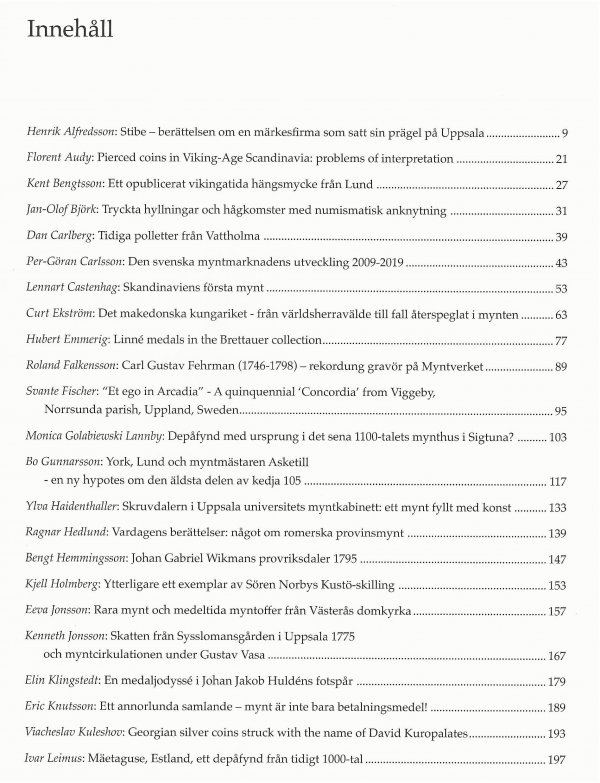 Innehåll
Henrik Alfredsson: Stibe – berättelsen om en märkesfirma som satt sin prägel på Uppsala.......................... 9
Florent Audy: Pierced coins in Viking-Age Scandinavia: problems of interpretation .................................. 21
Kent Bengtsson: Ett opublicerat vikingatida hängsmycke från Lund .............................................................. 27
Jan-Olof Björk: Tryckta hyllningar och hågkomster med numismatisk anknytning .................................... 31
Dan Carlberg: Tidiga polletter från Vattholma .................................................................................................... 39
Per-Göran Carlsson: Den svenska myntmarknadens utveckling 2009-2019 .................................................... 43
Lennart Castenhag: Skandinaviens första mynt .................................................................................................... 53
Curt Ekström: Det makedonska kungariket - från världsherravälde till fall återspeglat i mynten ........... 63
Hubert Emmerig: Linné medals in the Brettauer collection................................................................................ 77
Roland Falkensson: Carl Gustav Fehrman (1746-1798) – rekordung gravör på Myntverket........................ 89
Svante Fischer: “Et ego in Arcadia” - A quinquennial ‘Concordia’ from Viggeby,
Norrsunda parish, Uppland, Sweden............................................................................................................ 95
Monica Golabiewski Lannby: Depåfynd med ursprung i det sena 1100-talets mynthus i Sigtuna? .......... 103
Bo Gunnarsson: York, Lund och myntmästaren Asketill
- en ny hypotes om den äldsta delen av kedja 105 .................................................................................... 117
Ylva Haidenthaller: Skruvdalern i Uppsala universitets myntkabinett: ett mynt fyllt med konst ........... 133
Ragnar Hedlund: Vardagens berättelser: något om romerska provinsmynt ................................................ 139
Bengt Hemmingsson: Johan Gabriel Wikmans provriksdaler 1795 ................................................................ 147
Kjell Holmberg: Ytterligare ett exemplar av Sören Norbys Kustö-skilling .................................................... 153
Eeva Jonsson: Rara mynt och medeltida myntoffer från Västerås domkyrka.............................................. 157
Kenneth Jonsson: Skatten från Sysslomansgården i Uppsala 1775
och myntcirkulationen under Gustav Vasa ................................................................................................ 167
Elin Klingstedt: En medaljodyssé i Johan Jakob Huldéns fotspår .................................................................. 179
Eric Knutsson: Ett annorlunda samlande – mynt är inte bara betalningsmedel! ........................................ 189
Viacheslav Kuleshov: Georgian silver coins struck with the name of David Kuropalates........................... 193
Ivar Leimus: Mäetaguse, Estland, ett depåfynd från tidigt 1000-tal............................................................... 197